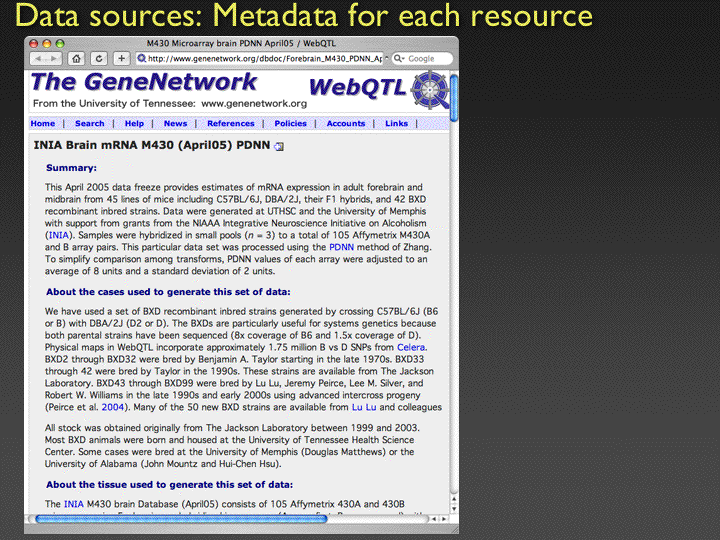 Data sources: Metadata for each resource
M430 Microarray brain PDNN April05 / WebQTL
http://www.genenetwork.org/dbdoc/Forebrain_M430_PDNN_Ap
Google
The GeneNetwork WebQTL
From the University of Tennessee: www.genenetwork.org
Home | Search | Help | News | References | Policies | Accounts | Links |
INIA Brain mRNA M430 (April05) PDNN
Summary:
This April 2005 data freeze provides estimates of mRNA expression in adult forebrain and
midbrain from 45 lines of mice including C57BL/6J, DBA/2J, their F1 hybrids, and 42 BXD
recombinant inbred strains. Data were generated at UTHSC and the University of Memphis
with support from grants from the NIAAA Integrative Neuroscience Initiative on Alcoholism
(INIA). Samples were hybridized in small pools (n = 3) to a total of 105 Affymetrix M430A
and B array pairs. This particular data set was processed using the PDNN method of Zhang.
To simplify comparison among transforms, PDNN values of each array were adjusted to an
average of 8 units and a standard deviation of 2 units.
About the cases used to generate this set of data:
We have used a set of BXD recombinant inbred strains generated by crossing C57BL/6J (B6
or B) with DBA/2J (D2 or D). The BXDs are particularly useful for systems genetics because
both parental strains have been sequenced (8x coverage of B6 and 1.5x coverage of D).
Physical maps in WebQTL incorporate approximately 1.75 million B vs D SNPs from Celera.
BXD2 through BXD32 were bred by Benjamin A. Taylor starting in the late 1970s. BXD33
through 42 were bred by Taylor in the 1990s. These strains are available from The Jackson
Laboratory. BXD43 through BXD99 were bred by Lu Lu, Jeremy Peirce, Lee M. Silver, and
Robert W. Williams in the late 1990s and early 2000s using advanced intercross progeny
(Peirce et al. 2004). Many of the 50 new BXD strains are available from Lu Lu and colleagues
All stock was obtained originally from The Jackson Laboratory between 1999 and 2003.
Most BXD animals were born and housed at the University of Tennessee Health Science
Center. Some cases were bred at the University of Memphis (Douglas Matthews) or the
University of Alabama (John Mountz and Hui-Chen Hsu).
About the tissue used to generate this set of data:
The INIA M430 brain Database (April05) consists of 105 Affymetrix 430A and 430B